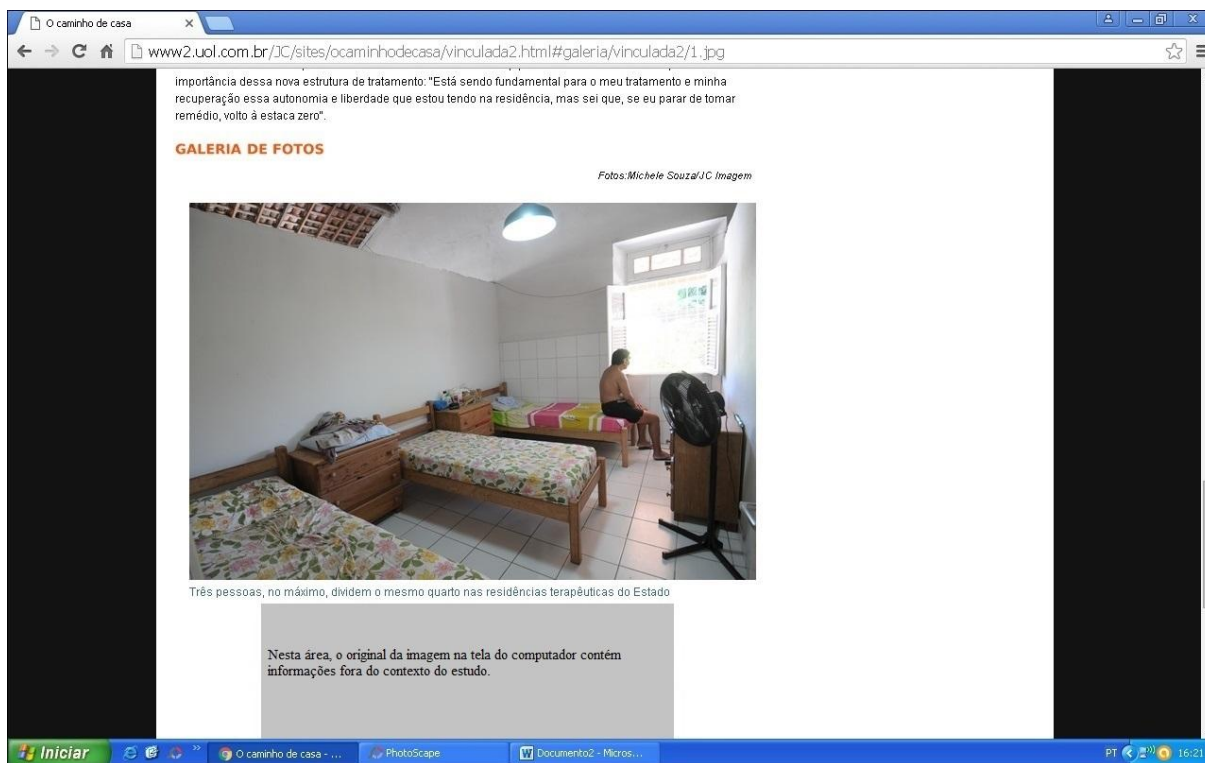 O caminho de casa
www2.uol.com.br/JC/sites/ocaminhodecasa/vinculada2.html#galeria/vinculada2/1.jpg
importância dessa nova estrutura de tratamento: "Está sendo fundamental para o meu tratamento e minha
recuperação essa autonomia e liberdade que estou tendo na residência, mas sei que, se eu parar de tomar
remédio, volto à estaca zero".
GALERIA DE FOTOS
Fotos:Michele Souza/JC Imagem
Três pessoas, no máximo, dividem o mesmo quarto nas residências terapêuticas do Estado
Nesta área, o original da imagem na tela do computador contém
informações fora do contexto do estudo.
Iniciar
O caminho de casa - ...
PhotoScape
Documento2 - Micros...
PT
16:21